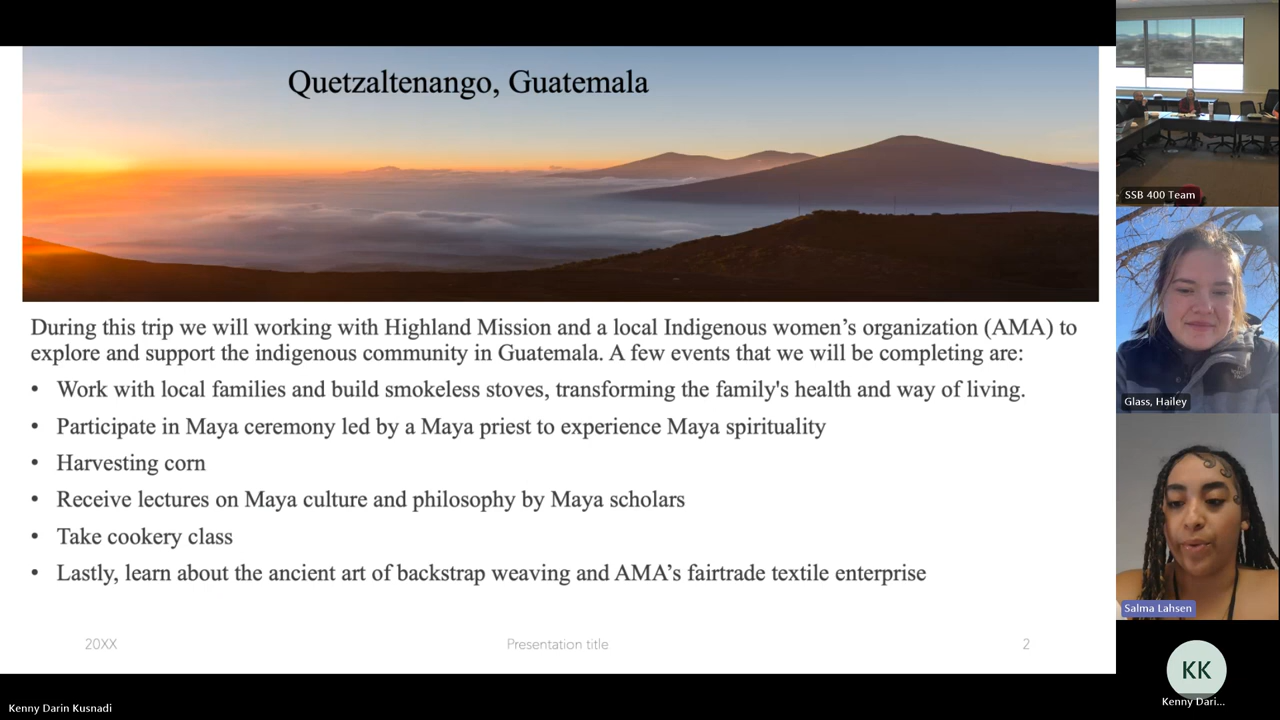 Quetzaltenango, Guatemala
During this trip we will working with Highland Mission and a local Indigenous women’s organization (AMA) to
explore and support the indigenous community in Guatemala. A few events that we will be completing are:
• Work with local families and build smokeless stoves, transforming the family's health and way of living.
• Participate in Maya ceremony led by a Maya priest to experience Maya spirituality
• Harvesting corn
• Receive lectures on Maya culture and philosophy by Maya scholars
• Take cookery class
• Lastly, learn about the ancient art of backstrap weaving and AMA’s fairtrade textile enterprise
20XX
Presentation title
2
SSB 400 Team
Glass, Hailey
Salma Lahsen
KK
Kenny Dari...
Kenny Darin Kusnadi